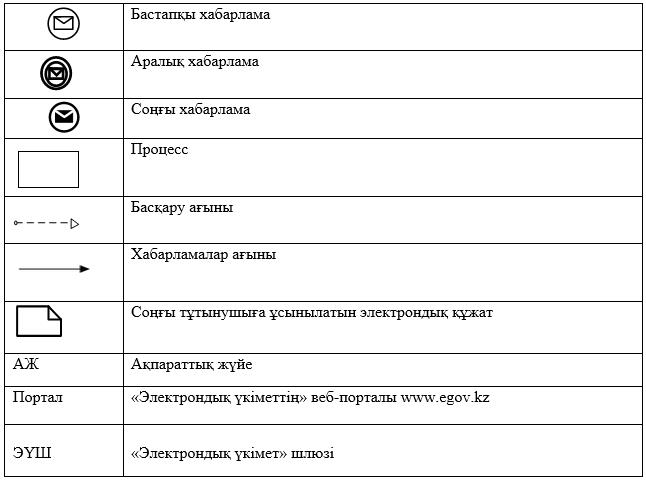 Бастапқы хабарлама
Аралық хабарлама
Соңғы хабарлама
Процесс
Басқару ағыны
Хабарламалар ағыны
Соңғы тұтынушыға ұсынылатын электрондық құжат
АЖ Ақпараттық жүйе
Портал «Электрондық үкіметтің» веб-порталы www.egov.kz
ЭҮШ «Электрондық үкімет» шлюзі